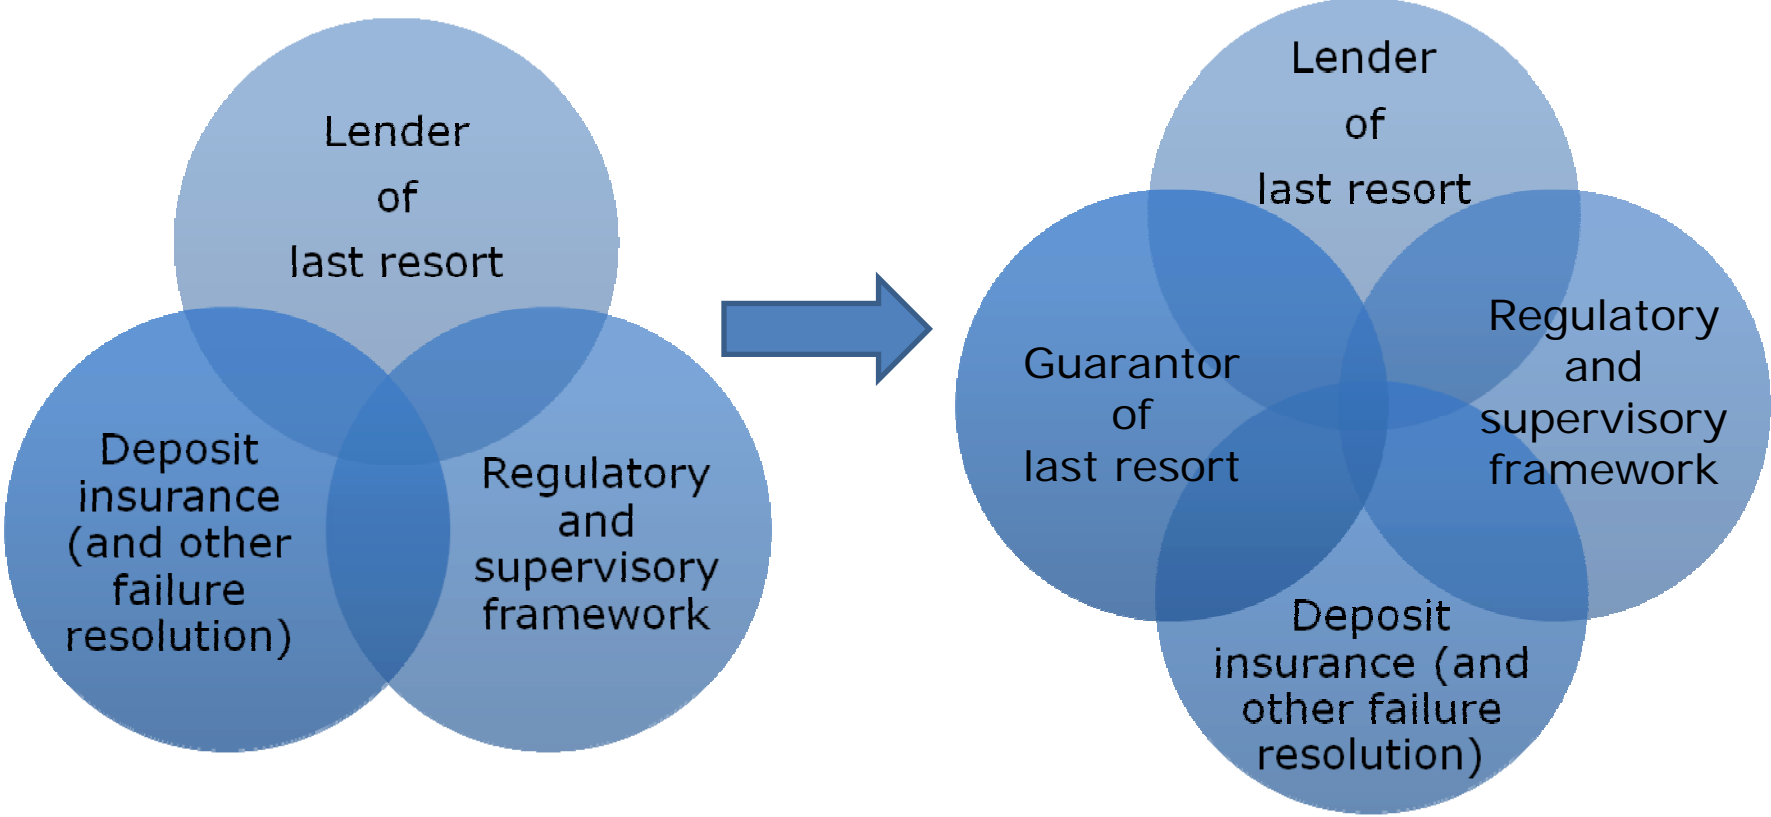 Lender
of
last resort
Deposit
insurance
(and other
failure
resolution)
Regulatory
and
supervisory
framework
Lender
of
last resort
Guarantor
of
last resort
Regulatory
and
supervisory
framework
Deposit
insurance (and
other failure
resolution)